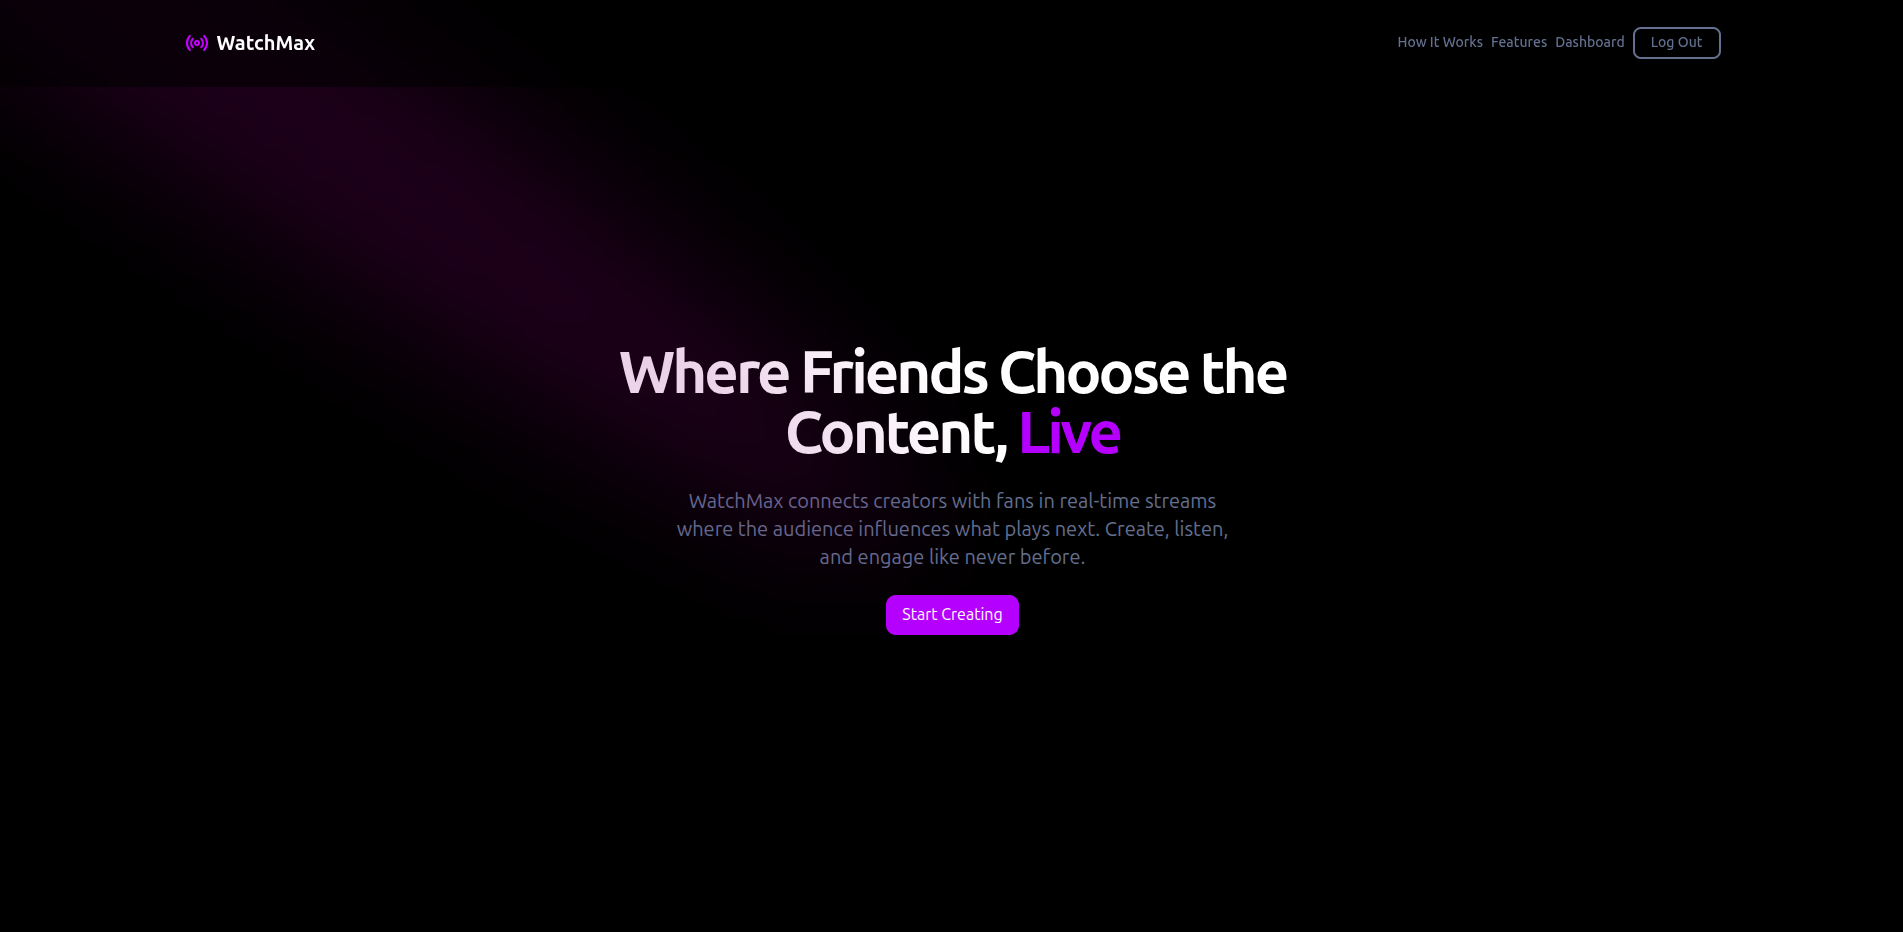 WatchMax
How It Works Features Dashboard Log Out
Where Friends Choose the
Content, Live
WatchMax connects creators with fans in real-time streams
where the audience influences what plays next. Create, listen,
and engage like never before.
Start Creating